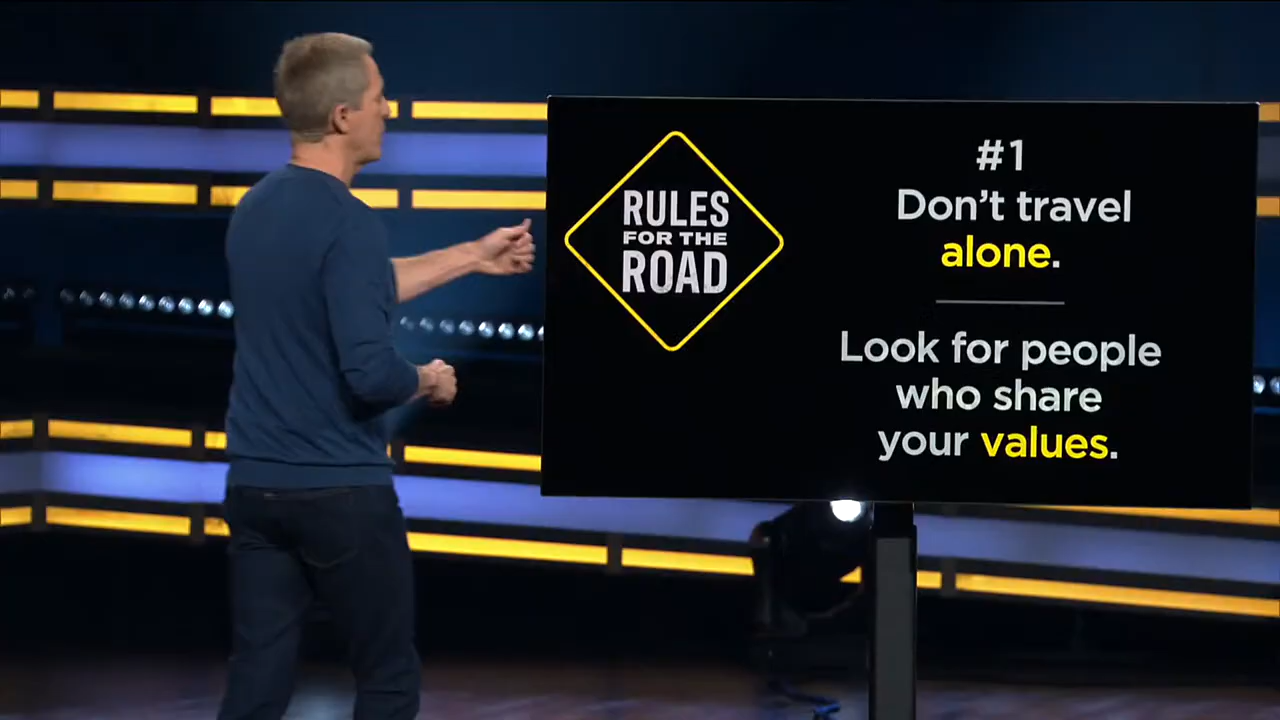 RULES
FOR THE
ROAD
#1
Don't travel
alone.
Look for people
who share
your values.